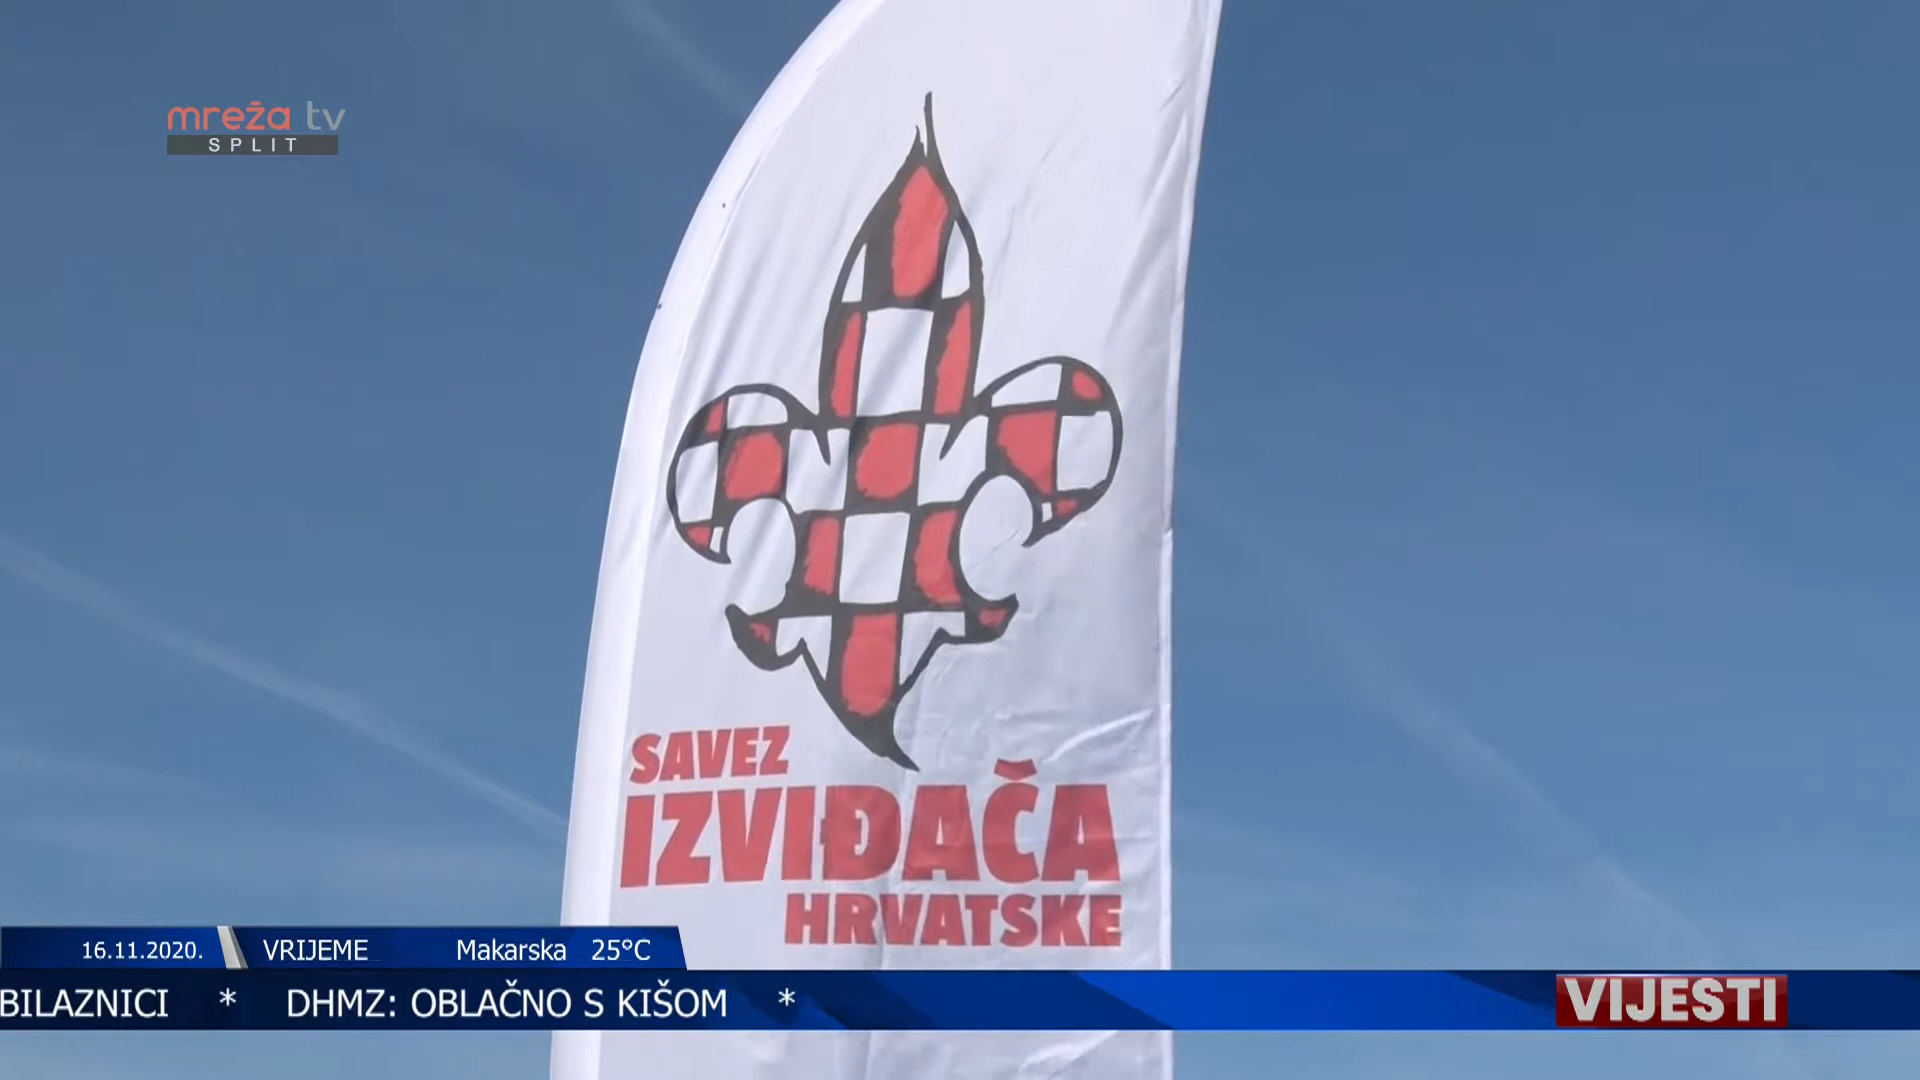 mreža tv
SPLIT
SAVEZ
IZVIĐAČA
HRVATSKE
16.11.2020. VRIJEME Makarska 25°C
BILAZNICI * DHMZ: OBLAČNO S KIŠOM *
VIJESTI